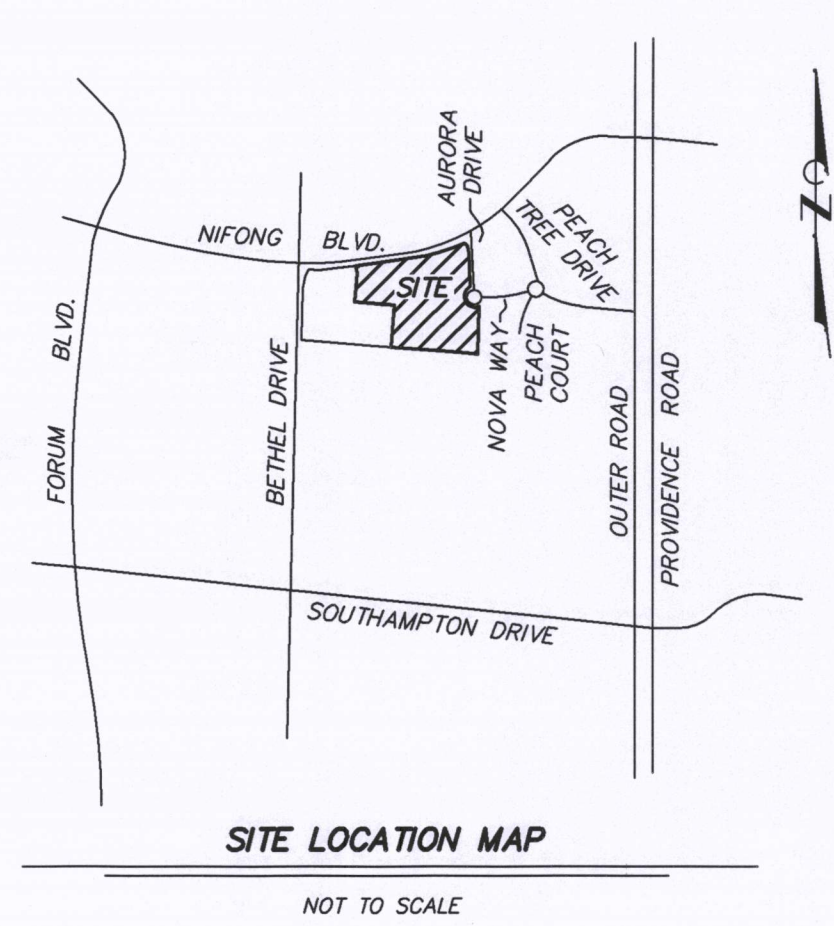 AURORA
DRIVE
PEACH
TREE DRIVE
NIFONG
BLVD.
SITE
N
FORUM BLVD.
BETHEL DRIVE
NOVA WAY
PEACH
COURT
OUTER ROAD
PROVIDENCE ROAD
SOUTHAMPTON DRIVE
SITE LOCATION MAP
NOT TO SCALE